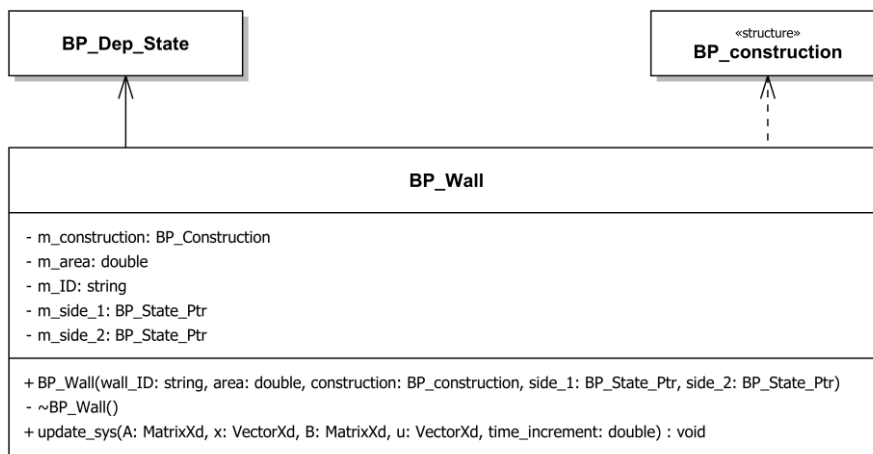 BP_Dep_State
«structure»
BP_construction
BP_Wall
- m_construction: BP_Construction
- m_area: double
- m_ID: string
- m_side_1: BP_State_Ptr
- m_side_2: BP_State_Ptr
+ BP_Wall(wall_ID: string, area: double, construction: BP_construction, side_1: BP_State_Ptr, side_2: BP_State_Ptr)
- ~BP_Wall()
+ update_sys(A: MatrixXd, x: VectorXd, B: MatrixXd, u: VectorXd, time_increment: double) : void